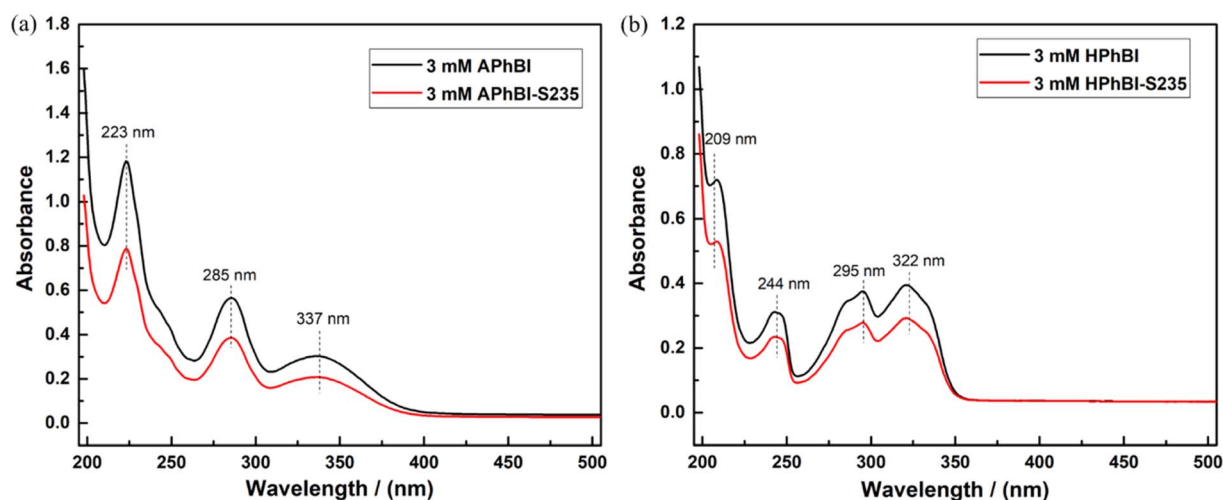 (a)
1.8
1.6
1.4
1.2
1.0
0.8
0.6
0.4
0.2
0.0
Absorbance
3 mM APhBI
3 mM APhBI-S235
223 nm
285 nm
337 nm
200
250
300
350
400
450
500
Wavelength / (nm)
(b)
1.2
1.0
0.8
0.6
0.4
0.2
0.0
Absorbance
3 mM HPhBI
3 mM HPhBI-S235
209 nm
244 nm
295 nm
322 nm
200
250
300
350
400
450
500
Wavelength / (nm)